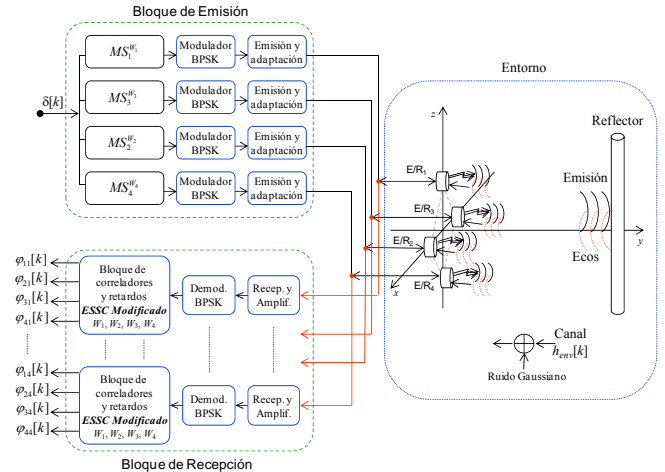 Bloque de Emisión
δ[k]
MS₁^W₁
Modulador
BPSK
Emisión y
adaptación
MS₃^W₃
Modulador
BPSK
Emisión y
adaptación
MS₂^W₂
Modulador
BPSK
Emisión y
adaptación
MS₄^W₄
Modulador
BPSK
Emisión y
adaptación
Entorno
z
Reflector
E/R₁
Emisión
E/R₃
E/R₂
y
Ecos
E/R₄
x
Canal
h_env[k]
Ruido Gaussiano
φ₁₁[k]
φ₂₁[k]
φ₃₁[k]
φ₄₁[k]
Bloque de
correladores
y retardos
ESSC Modificado
W₁, W₂, W₃, W₄
Demod.
BPSK
Recep. y
Amplif.
φ₁₄[k]
φ₂₄[k]
φ₃₄[k]
φ₄₄[k]
Bloque de
correladores
y retardos
ESSC Modificado
W₁, W₂, W₃, W₄
Demod.
BPSK
Recep. y
Amplif.
Bloque de Recepción